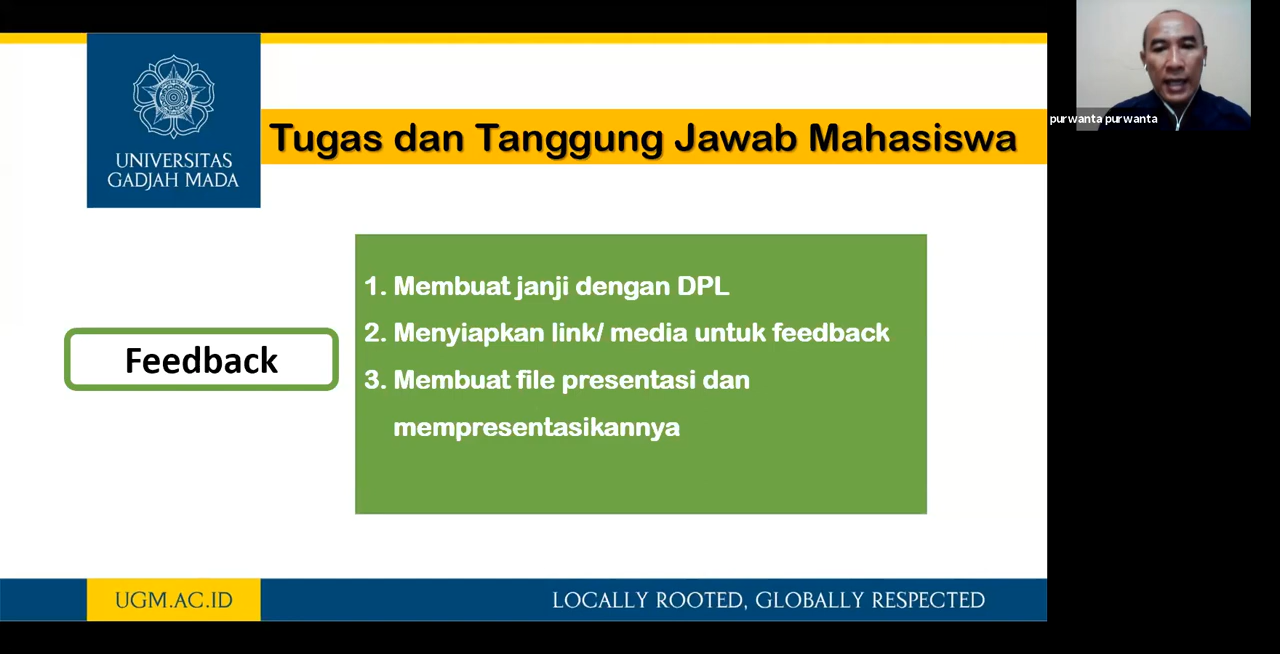 UNIVERSITAS
GADJAH MADA
Tugas dan Tanggung Jawab Mahasiswa
purwanta purwanta
Feedback
1. Membuat janji dengan DPL
2. Menyiapkan link/ media untuk feedback
3. Membuat file presentasi dan
mempresentasikannya
UGM.AC.ID
LOCALLY ROOTED, GLOBALLY RESPECTED